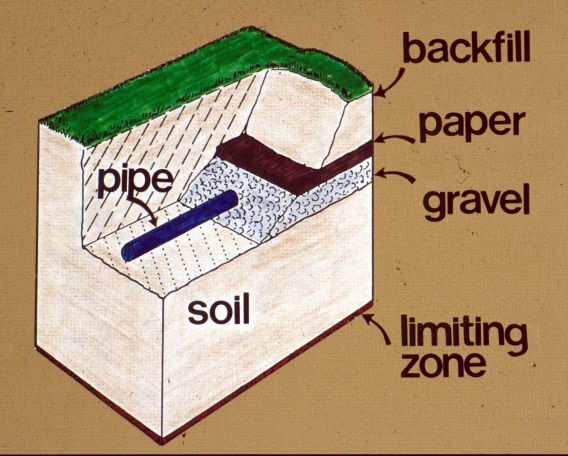 backfill
paper
pipe
gravel
soil
limiting
zone